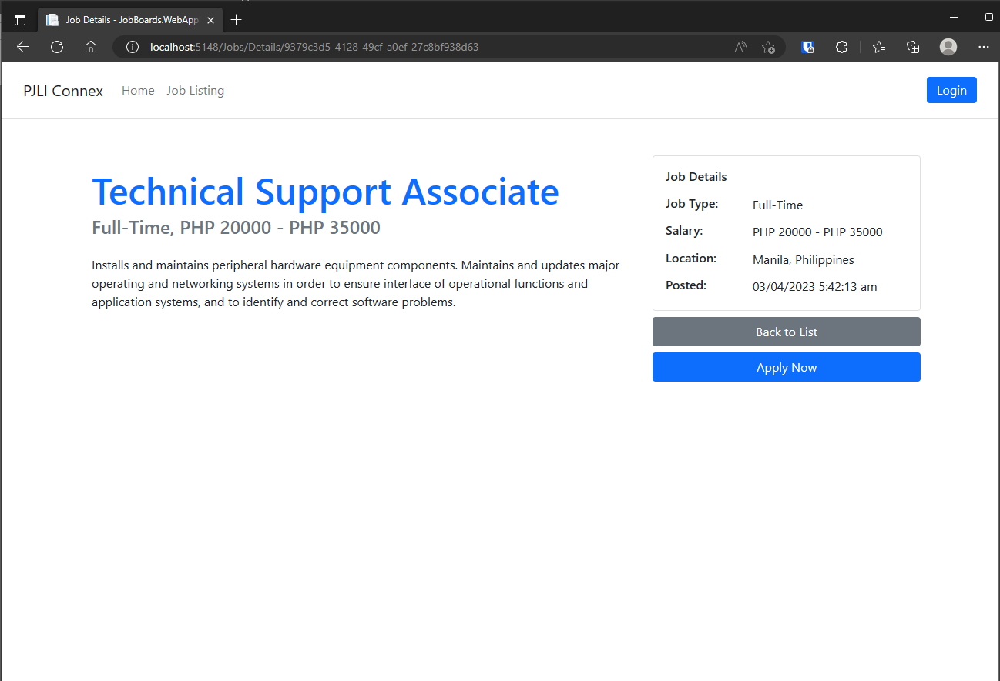 Job Details - JobBoards.WebAppl
localhost:5148/Jobs/Details/9379c3d5-4128-49cf-a0ef-27c8bf938d63
PJLI Connex Home Job Listing Login
Technical Support Associate
Full-Time, PHP 20000 - PHP 35000
Installs and maintains peripheral hardware equipment components. Maintains and updates major
operating and networking systems in order to ensure interface of operational functions and
application systems, and to identify and correct software problems.
Job Details
Job Type: Full-Time
Salary: PHP 20000 - PHP 35000
Location: Manila, Philippines
Posted: 03/04/2023 5:42:13 am
Back to List
Apply Now